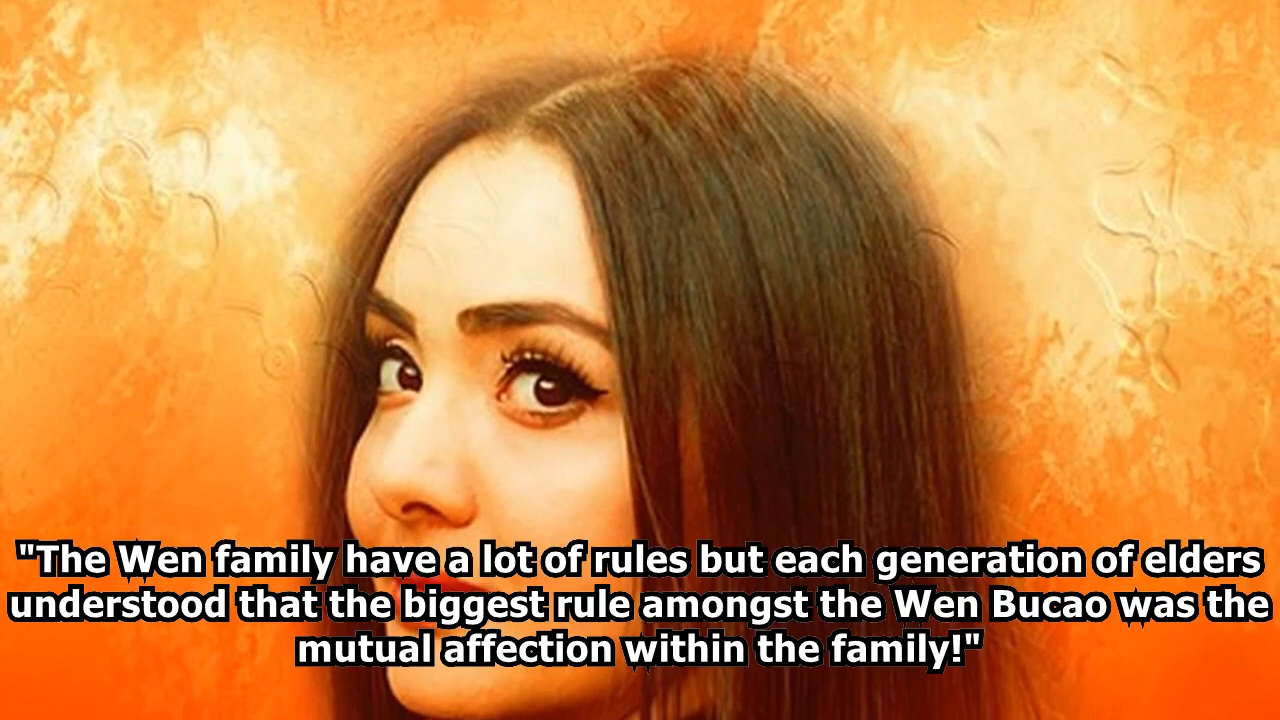 "The Wen family have a lot of rules but each generation of elders
understood that the biggest rule amongst the Wen Bucao was the
mutual affection within the family!"